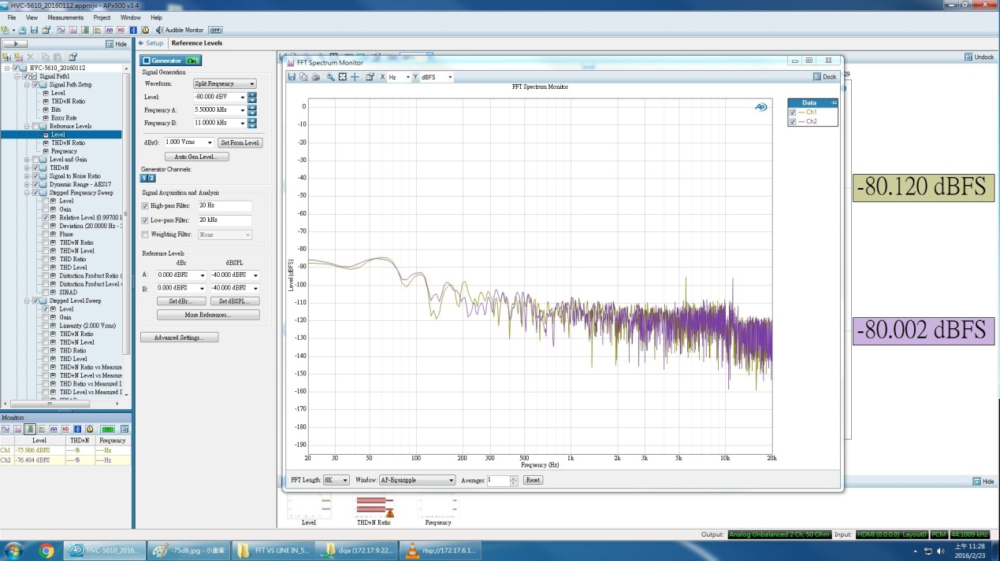 HVC-5610_20160112.approjx - APx500 v3.4
File View Measurements Project Window Help
Audible Monitor OFF
Hide
Setup Reference Levels
Undock
HVC-5610_20160112
Signal Path1
Signal Path Setup
Level
THD+N Ratio
Bits
Error Rate
Reference Levels
Level
THD+N Ratio
Frequency
Level and Gain
THD+N
Signal to Noise Ratio
Dynamic Range - AES17
Stepped Frequency Sweep
Level
Gain
Relative Level (0.99700 l
Deviation (20.0000 Hz - 2
Phase
THD+N Ratio
THD+N Level
THD Ratio
THD Level
Distortion Product Ratio (
Distortion Product Level
SINAD
Stepped Level Sweep
Level
Gain
Linearity (2.000 Vrms)
THD+N Ratio
THD+N Level
THD Ratio
THD Level
THD+N Ratio vs Measure
THD+N Level vs Measure
THD Ratio vs Measured I
THD Level vs Measured I
SINAD
Monitors
Level THD+N Frequency
Ch1 -75.986 dBFS ----% ----Hz
Ch2 -76.484 dBFS ----% ----Hz
Generator On
Signal Generation
Waveform: Split Frequency
Level: -80.000 dBV
Frequency A: 5.50000 kHz
Frequency B: 11.0000 kHz
dBrG: 1.000 Vrms Set From Level
Auto Gen Level...
Generator Channels:
1 2
Signal Acquisition and Analysis
High-pass Filter: 20 Hz
Low-pass Filter: 20 kHz
Weighting Filter: None
Reference Levels
dBr dBSPL
A: 0.000 dBFS -40.000 dBFS
B: 0.000 dBFS -40.000 dBFS
Set dBr... Set dBSPL...
More References...
Advanced Settings...
FFT Spectrum Monitor
X Hz Y dBFS
Dock
FFT Spectrum Monitor
Data
Ch1
Ch2
Level (dBFS)
0
-10
-20
-30
-40
-50
-60
-70
-80
-90
-100
-110
-120
-130
-140
-150
-160
-170
-180
-190
20 30 50 100 200 300 500 1k 2k 3k 5k 10k 20k
Frequency (Hz)
FFT Length: 8K Window: AP-Equiripple Averages: 1 Reset
29
-80.120 dBFS
-80.002 dBFS
Hide
Level THD+N Ratio Frequency
Output: Analog Unbalanced 2 Ch, 50 Ohm Input: HDMI (0.0.0.0) Layout0 PCM 44.1009 kHz
HVC-5610_2016...
-75d8.jpg - 小畫家
FFT VS LINE IN_5...
dqa (172.17.9.22...
rtsp://172.17.6.1...
上午 11:28
2016/2/23